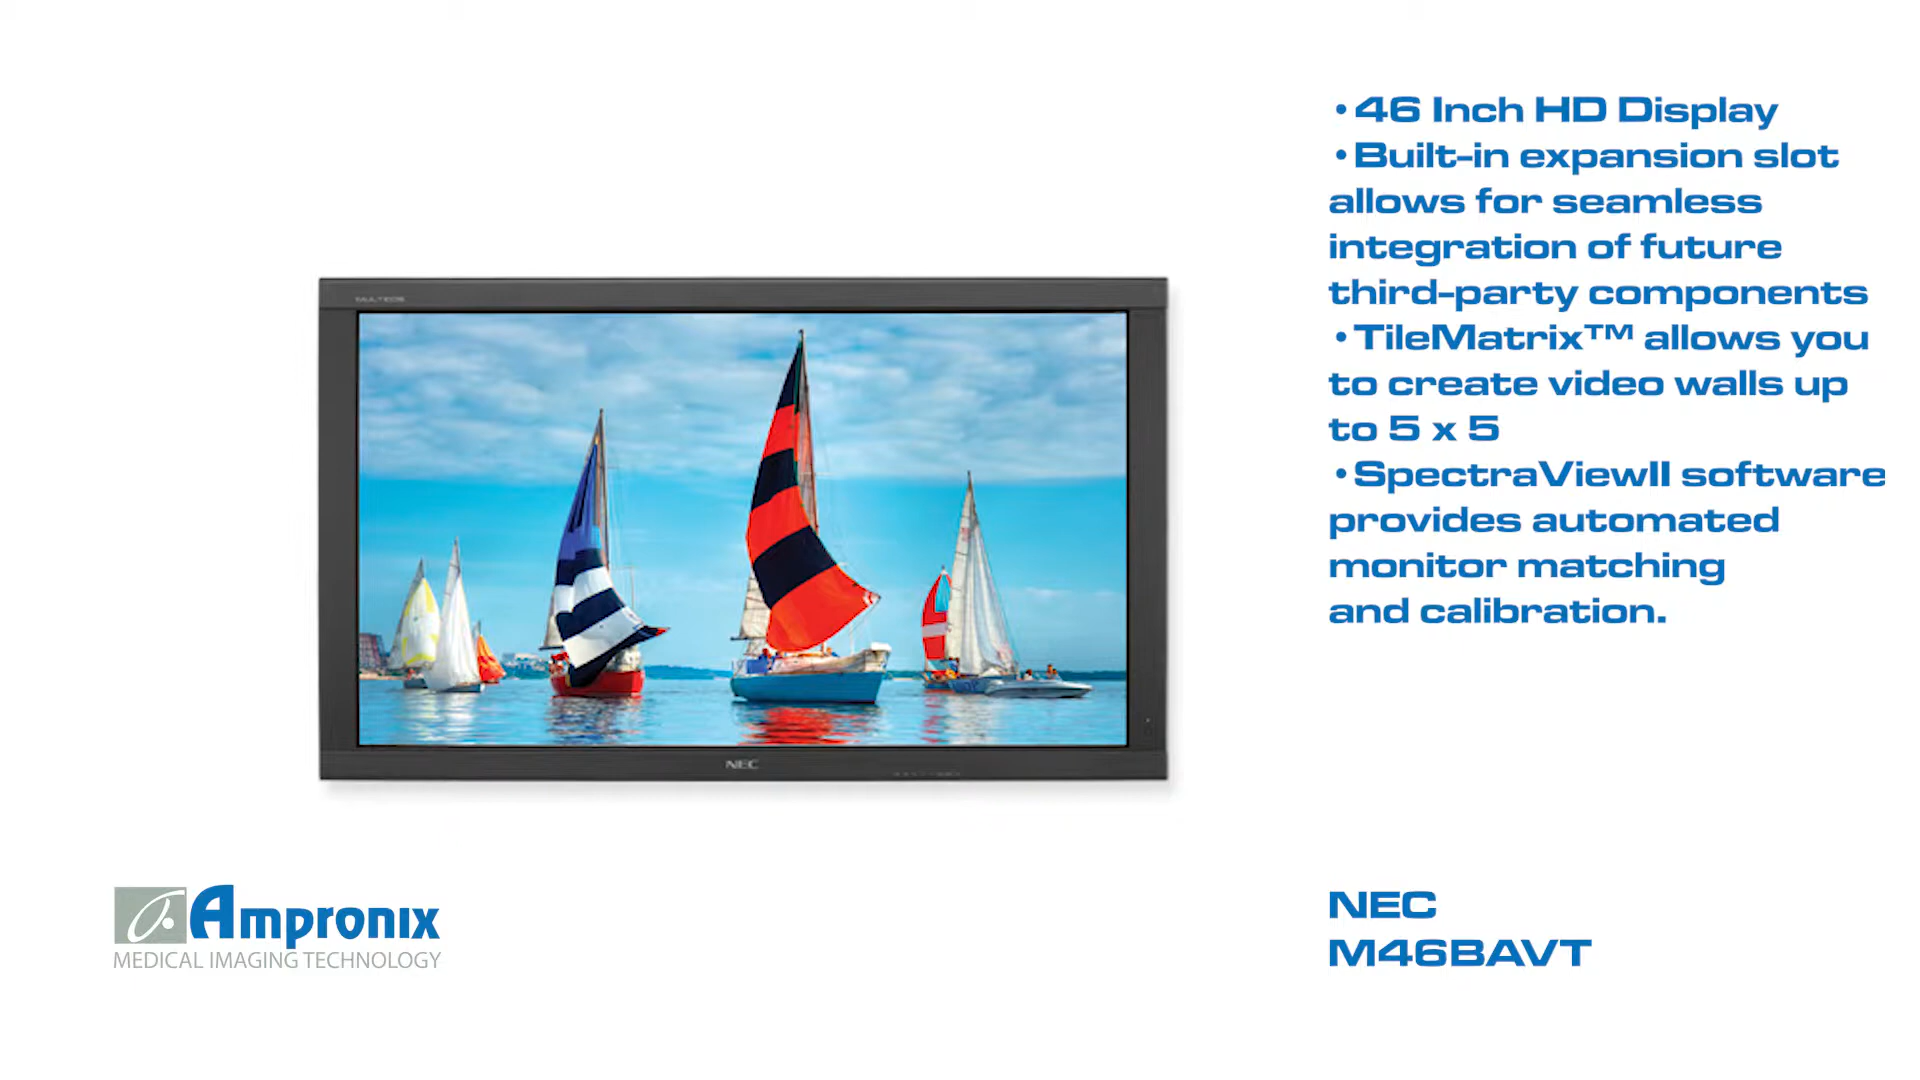 •46 Inch HD Display
•Built-in expansion slot
allows for seamless
integration of future
third-party components
•TileMatrix™ allows you
to create video walls up
to 5 x 5
•SpectraViewII software
provides automated
monitor matching
and calibration.
NEC
Ampronix
MEDICAL IMAGING TECHNOLOGY
NEC
M46BAVT